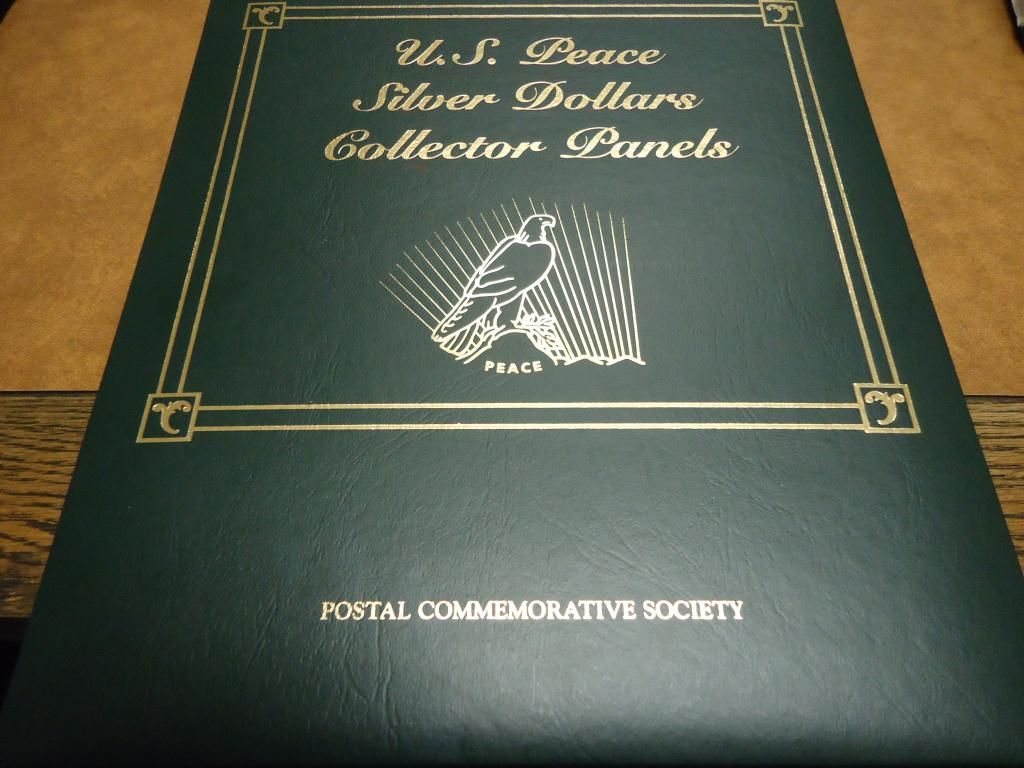 U.S. Peace
Silver Dollars
Collector Panels
PEACE
POSTAL COMMEMORATIVE SOCIETY